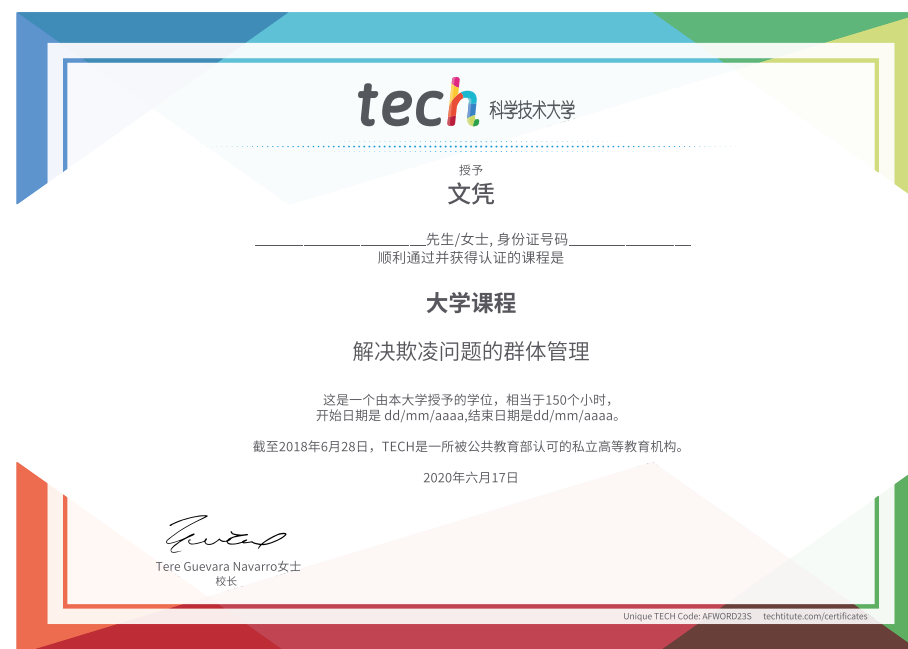 tech 科学技术大学
授予
文凭
______________________先生/女士, 身份证号码________________
顺利通过并获得认证的课程是
大学课程
解决欺凌问题的群体管理
这是一个由本大学授予的学位，相当于150个小时，
开始日期是 dd/mm/aaaa,结束日期是dd/mm/aaaa。
截至2018年6月28日，TECH是一所被公共教育部认可的私立高等教育机构。
2020年六月17日
Tere Guevara Navarro女士
校长
Unique TECH Code: AFWORD23S techtitute.com/certificates